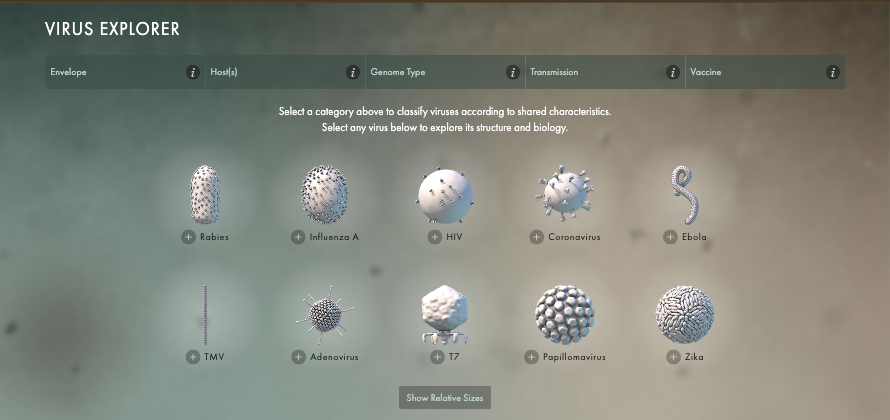 VIRUS EXPLORER
Envelope i Host(s) i Genome Type i Transmission i Vaccine i
Select a category above to classify viruses according to shared characteristics.
Select any virus below to explore its structure and biology.
+ Rabies + Influenza A + HIV + Coronavirus + Ebola
+ TMV + Adenovirus + T7 + Papillomavirus + Zika
Show Relative Sizes